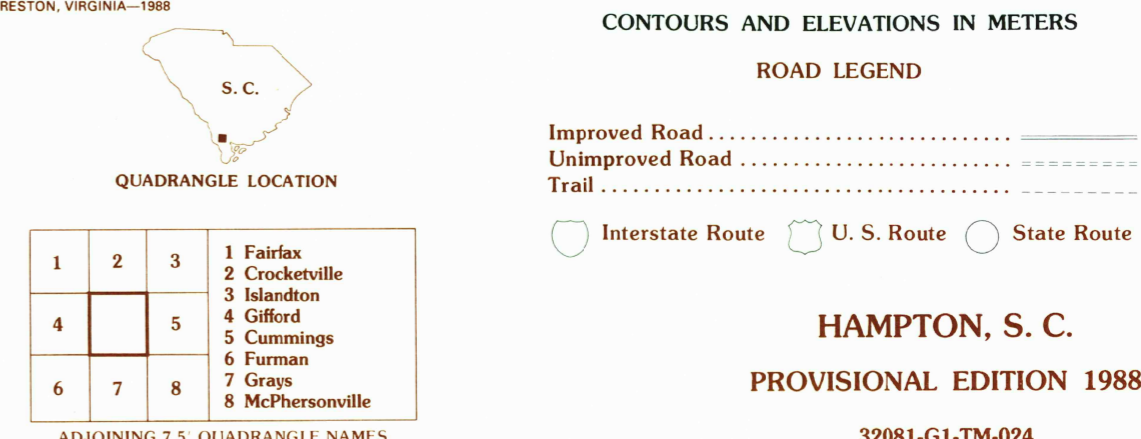 RESTON, VIRGINIA—1988
S. C.
QUADRANGLE LOCATION
1 2 3
4 5
6 7 8
1 Fairfax
2 Crocketville
3 Islandton
4 Gifford
5 Cummings
6 Furman
7 Grays
8 McPhersonville
ADJOINING 7.5' QUADRANGLE NAMES
CONTOURS AND ELEVATIONS IN METERS
ROAD LEGEND
Improved Road
Unimproved Road
Trail
Interstate Route U. S. Route State Route
HAMPTON, S. C.
PROVISIONAL EDITION 1988
32081-G1-TM-024